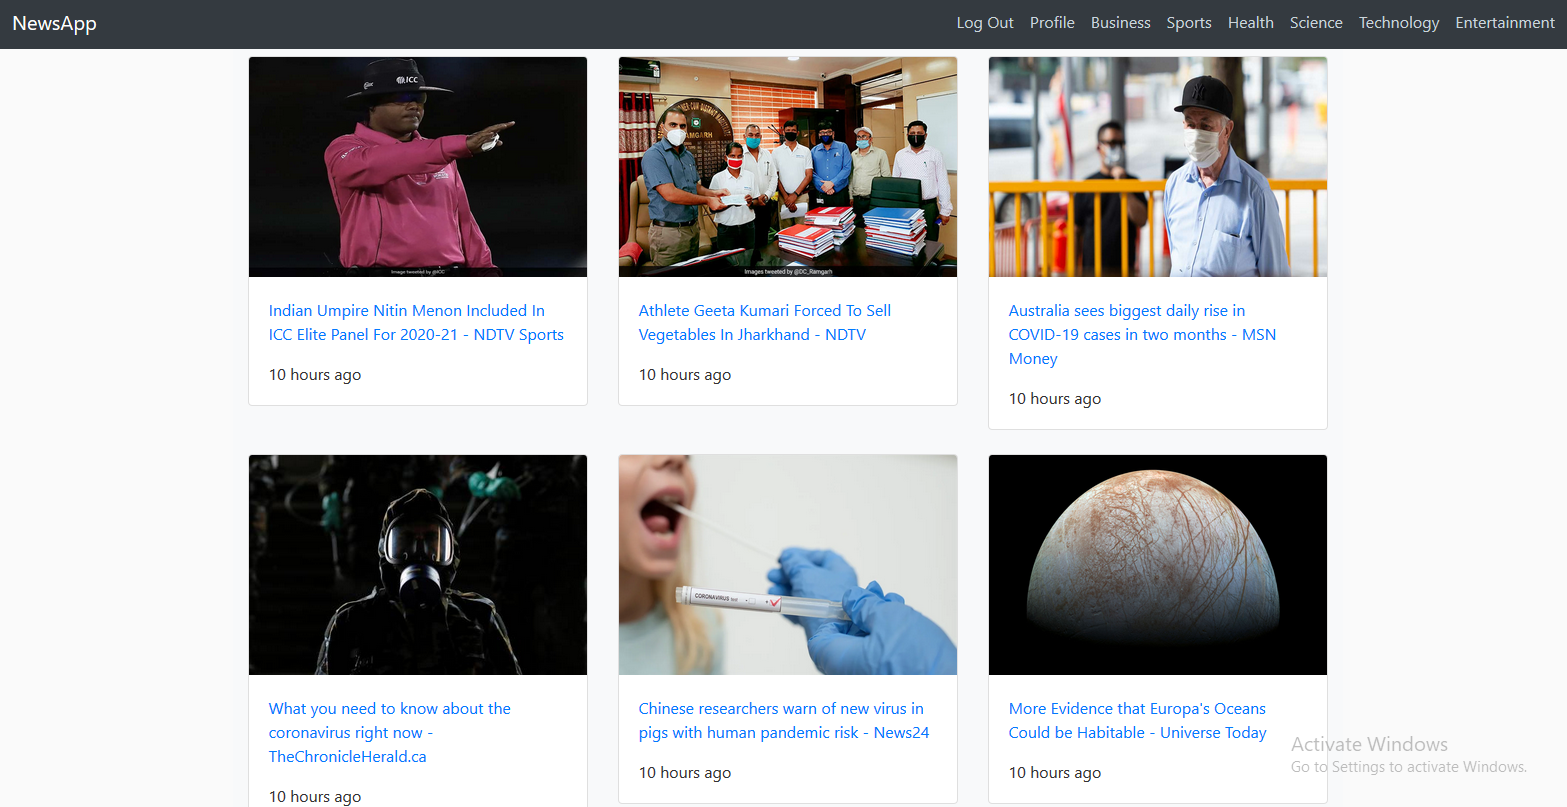 NewsApp
Log Out Profile Business Sports Health Science Technology Entertainment
ICC
ICC
Image tweeted by @ICC
RAMGARH
Images tweeted by @DC_Ramgarh
Indian Umpire Nitin Menon Included In
ICC Elite Panel For 2020-21 - NDTV Sports
10 hours ago
Athlete Geeta Kumari Forced To Sell
Vegetables In Jharkhand - NDTV
10 hours ago
Australia sees biggest daily rise in
COVID-19 cases in two months - MSN
Money
10 hours ago
CORONAVIRUS test
What you need to know about the
coronavirus right now -
TheChronicleHerald.ca
10 hours ago
Chinese researchers warn of new virus in
pigs with human pandemic risk - News24
10 hours ago
More Evidence that Europa's Oceans
Could be Habitable - Universe Today
10 hours ago
Activate Windows
Go to Settings to activate Windows.